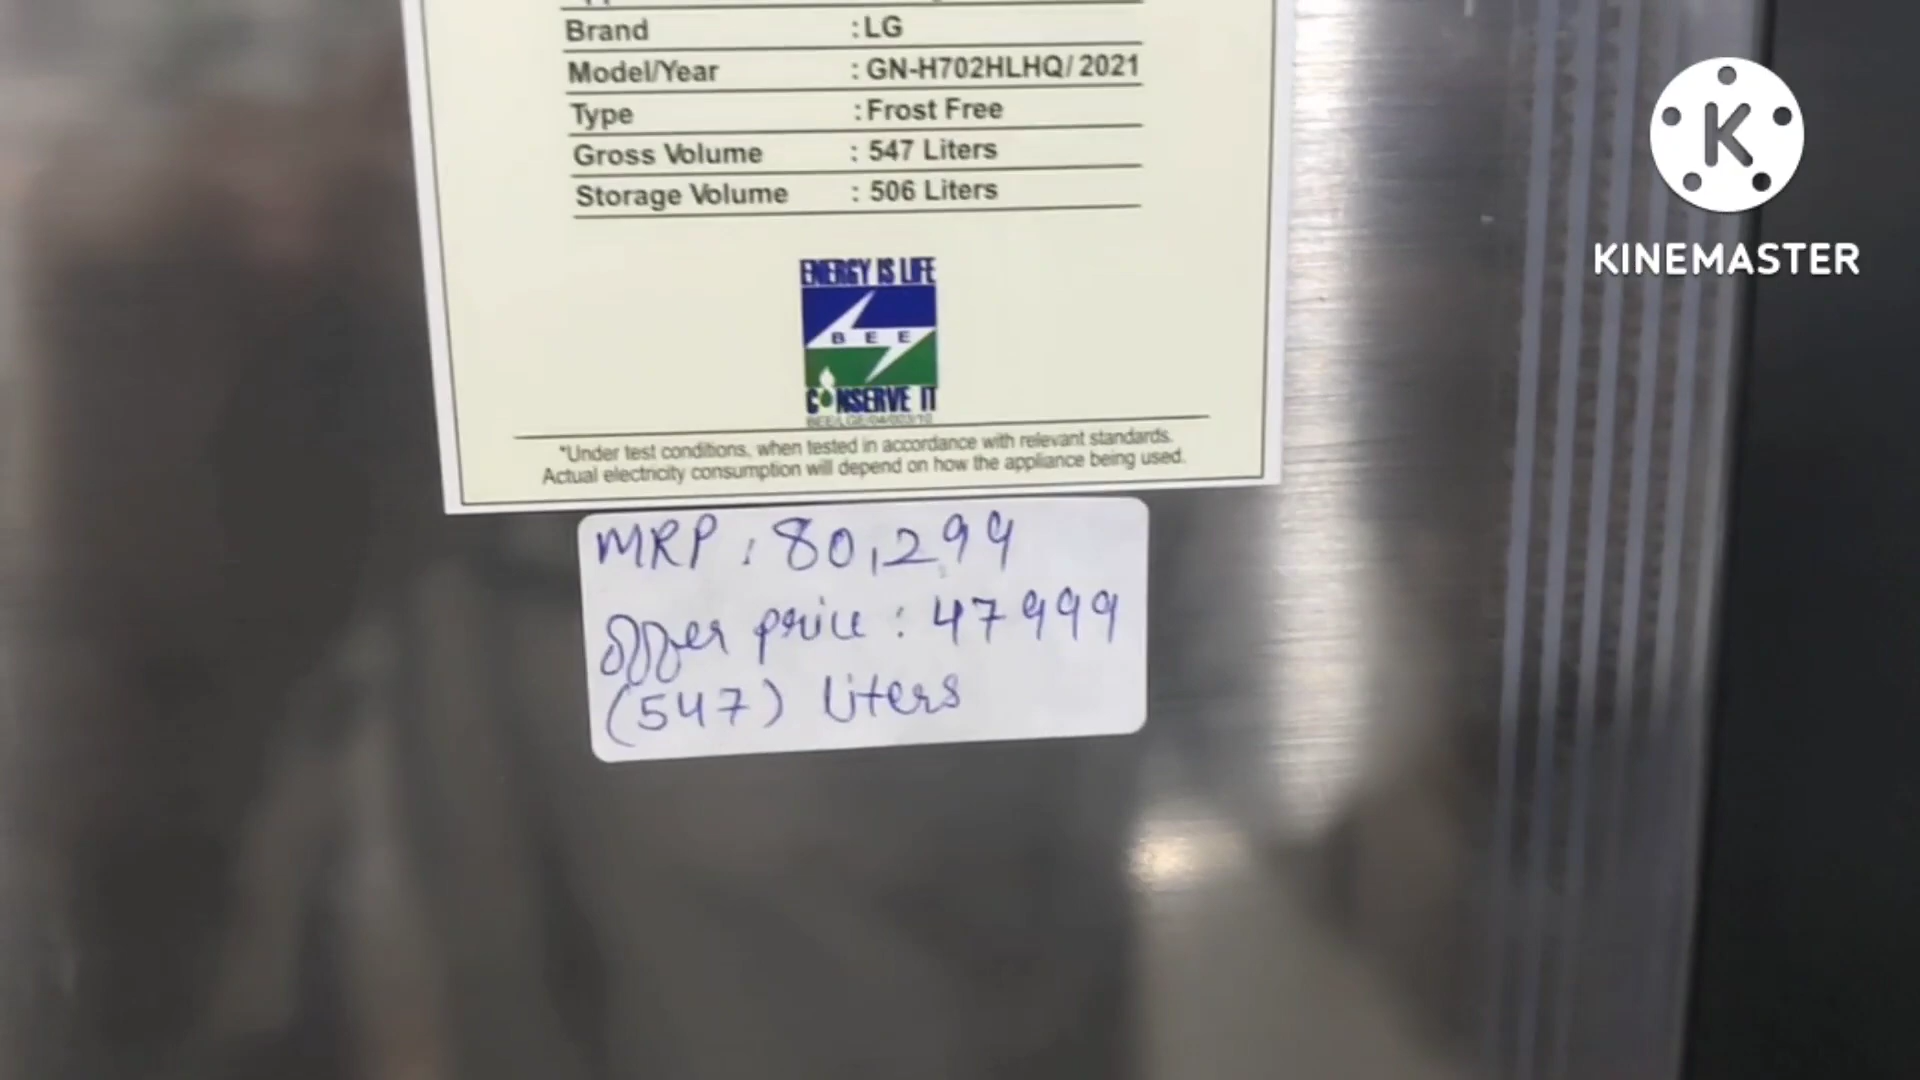 Brand : LG
Model/Year : GN-H702HLHQ/2021
Type : Frost Free
Gross Volume : 547 Liters
Storage Volume : 506 Liters
ENERGY IS LIFE
BEE
CONSERVE IT
*Under test conditions, when tested in accordance with relevant standards.
Actual electricity consumption will depend on how the appliance being used.
MRP : 80,299
Offer price : 47999
(547) Liters
K
KINEMASTER